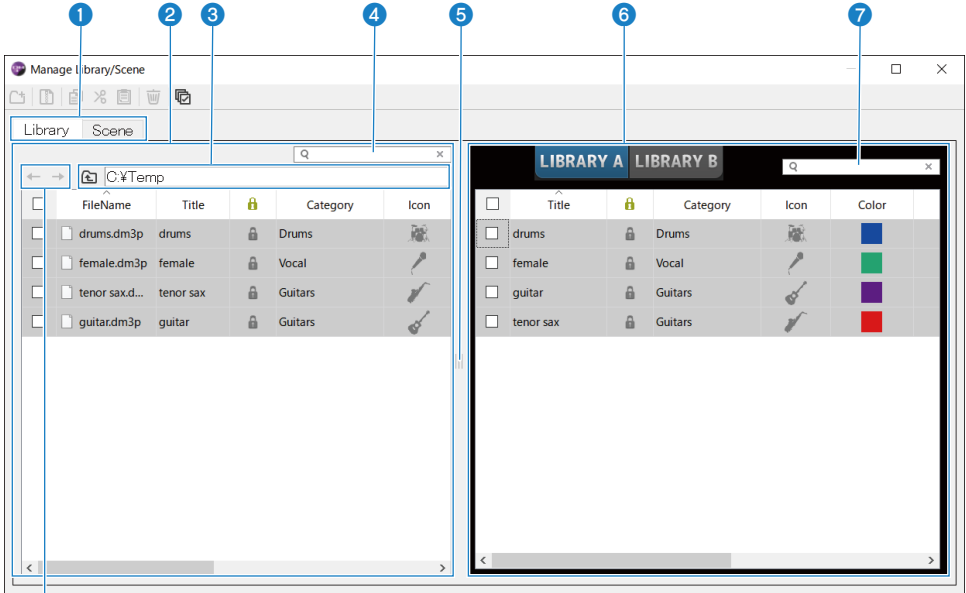 1 2 3 4 5 6 7
Manage Library/Scene
Library Scene
C:¥Temp
FileName Title Category Icon
drums.dm3p drums Drums
female.dm3p female Vocal
tenor sax.d... tenor sax Guitars
guitar.dm3p guitar Guitars
LIBRARY A LIBRARY B
Title Category Icon Color
drums Drums
female Vocal
guitar Guitars
tenor sax Guitars